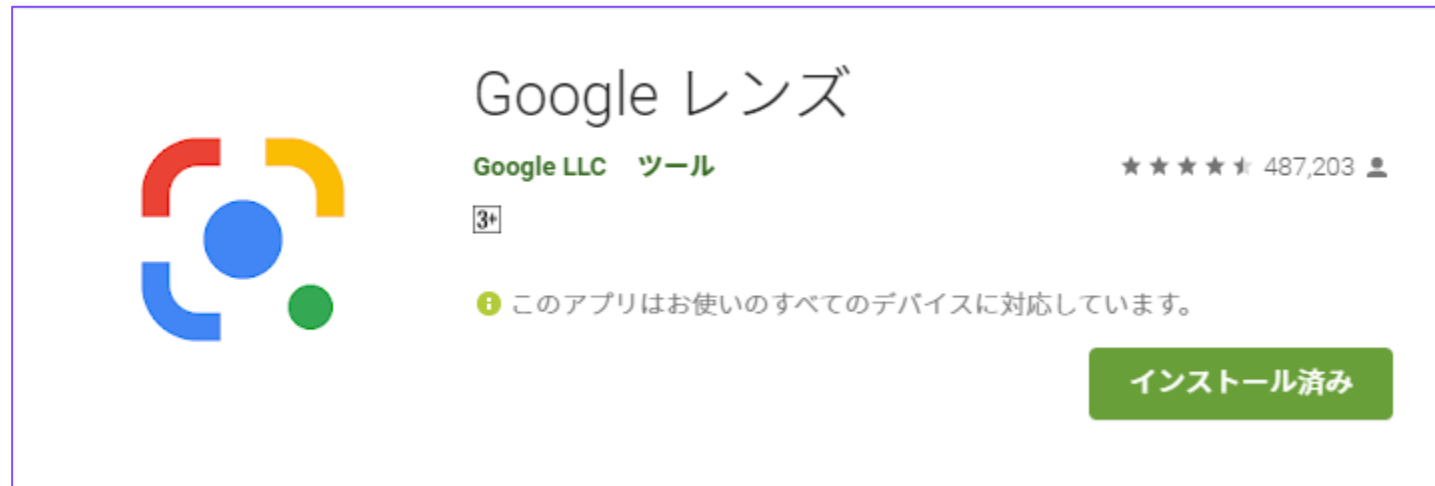 Google レンズ
Google LLC ツール
487,203
3+
このアプリはお使いのすべてのデバイスに対応しています。
インストール済み